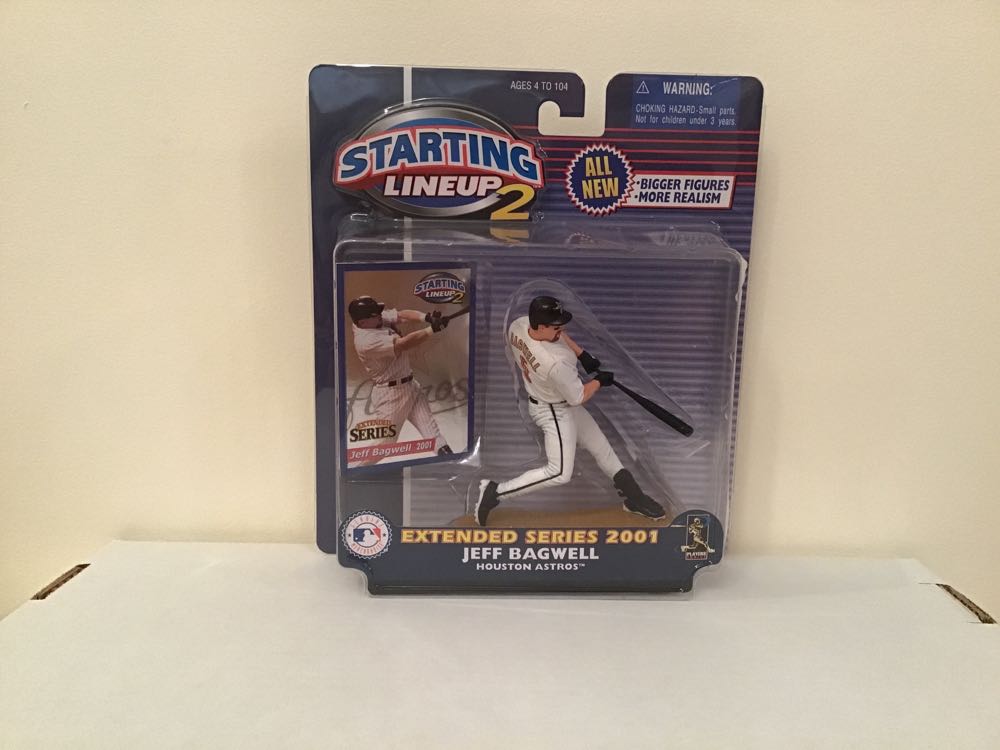 AGES 4 TO 104
⚠ WARNING:
CHOKING HAZARD-Small parts.
Not for children under 3 years.
STARTING
LINEUP 2
ALL
NEW
•BIGGER FIGURES
•MORE REALISM
STARTING
LINEUP 2
BAGWELL
5
EXTENDED
SERIES
Jeff Bagwell 2001
EXTENDED SERIES 2001
JEFF BAGWELL
HOUSTON ASTROS™
PLAYERS